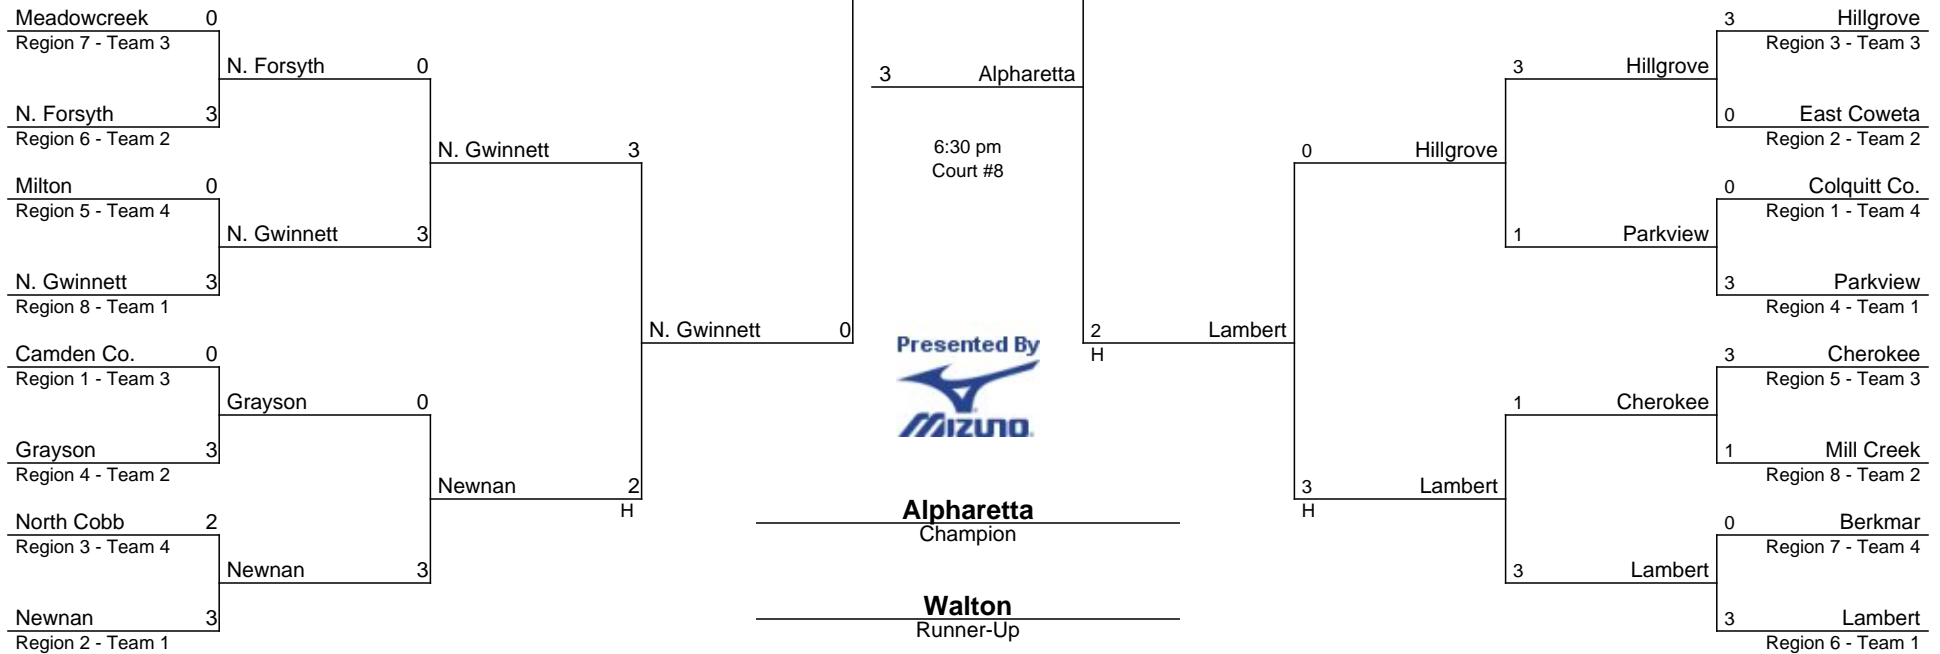 Meadowcreek 0
Region 7 - Team 3
N. Forsyth 0
N. Forsyth 3
Region 6 - Team 2
N. Gwinnett 3
Milton 0
Region 5 - Team 4
N. Gwinnett 3
N. Gwinnett 3
Region 8 - Team 1
N. Gwinnett 0
Camden Co. 0
Region 1 - Team 3
Grayson 0
Grayson 3
Region 4 - Team 2
Newnan 2
H
North Cobb 2
Region 3 - Team 4
Newnan 3
Newnan 3
Region 2 - Team 1
3 Alpharetta
6:30 pm
Court #8
Presented By
MIZUNO
Alpharetta
Champion
Walton
Runner-Up
3 Hillgrove
Region 3 - Team 3
3 Hillgrove
0 East Coweta
Region 2 - Team 2
0 Hillgrove
0 Colquitt Co.
Region 1 - Team 4
1 Parkview
3 Parkview
Region 4 - Team 1
2 Lambert
H
3 Cherokee
Region 5 - Team 3
1 Cherokee
1 Mill Creek
Region 8 - Team 2
3 Lambert
H
0 Berkmar
Region 7 - Team 4
3 Lambert
3 Lambert
Region 6 - Team 1